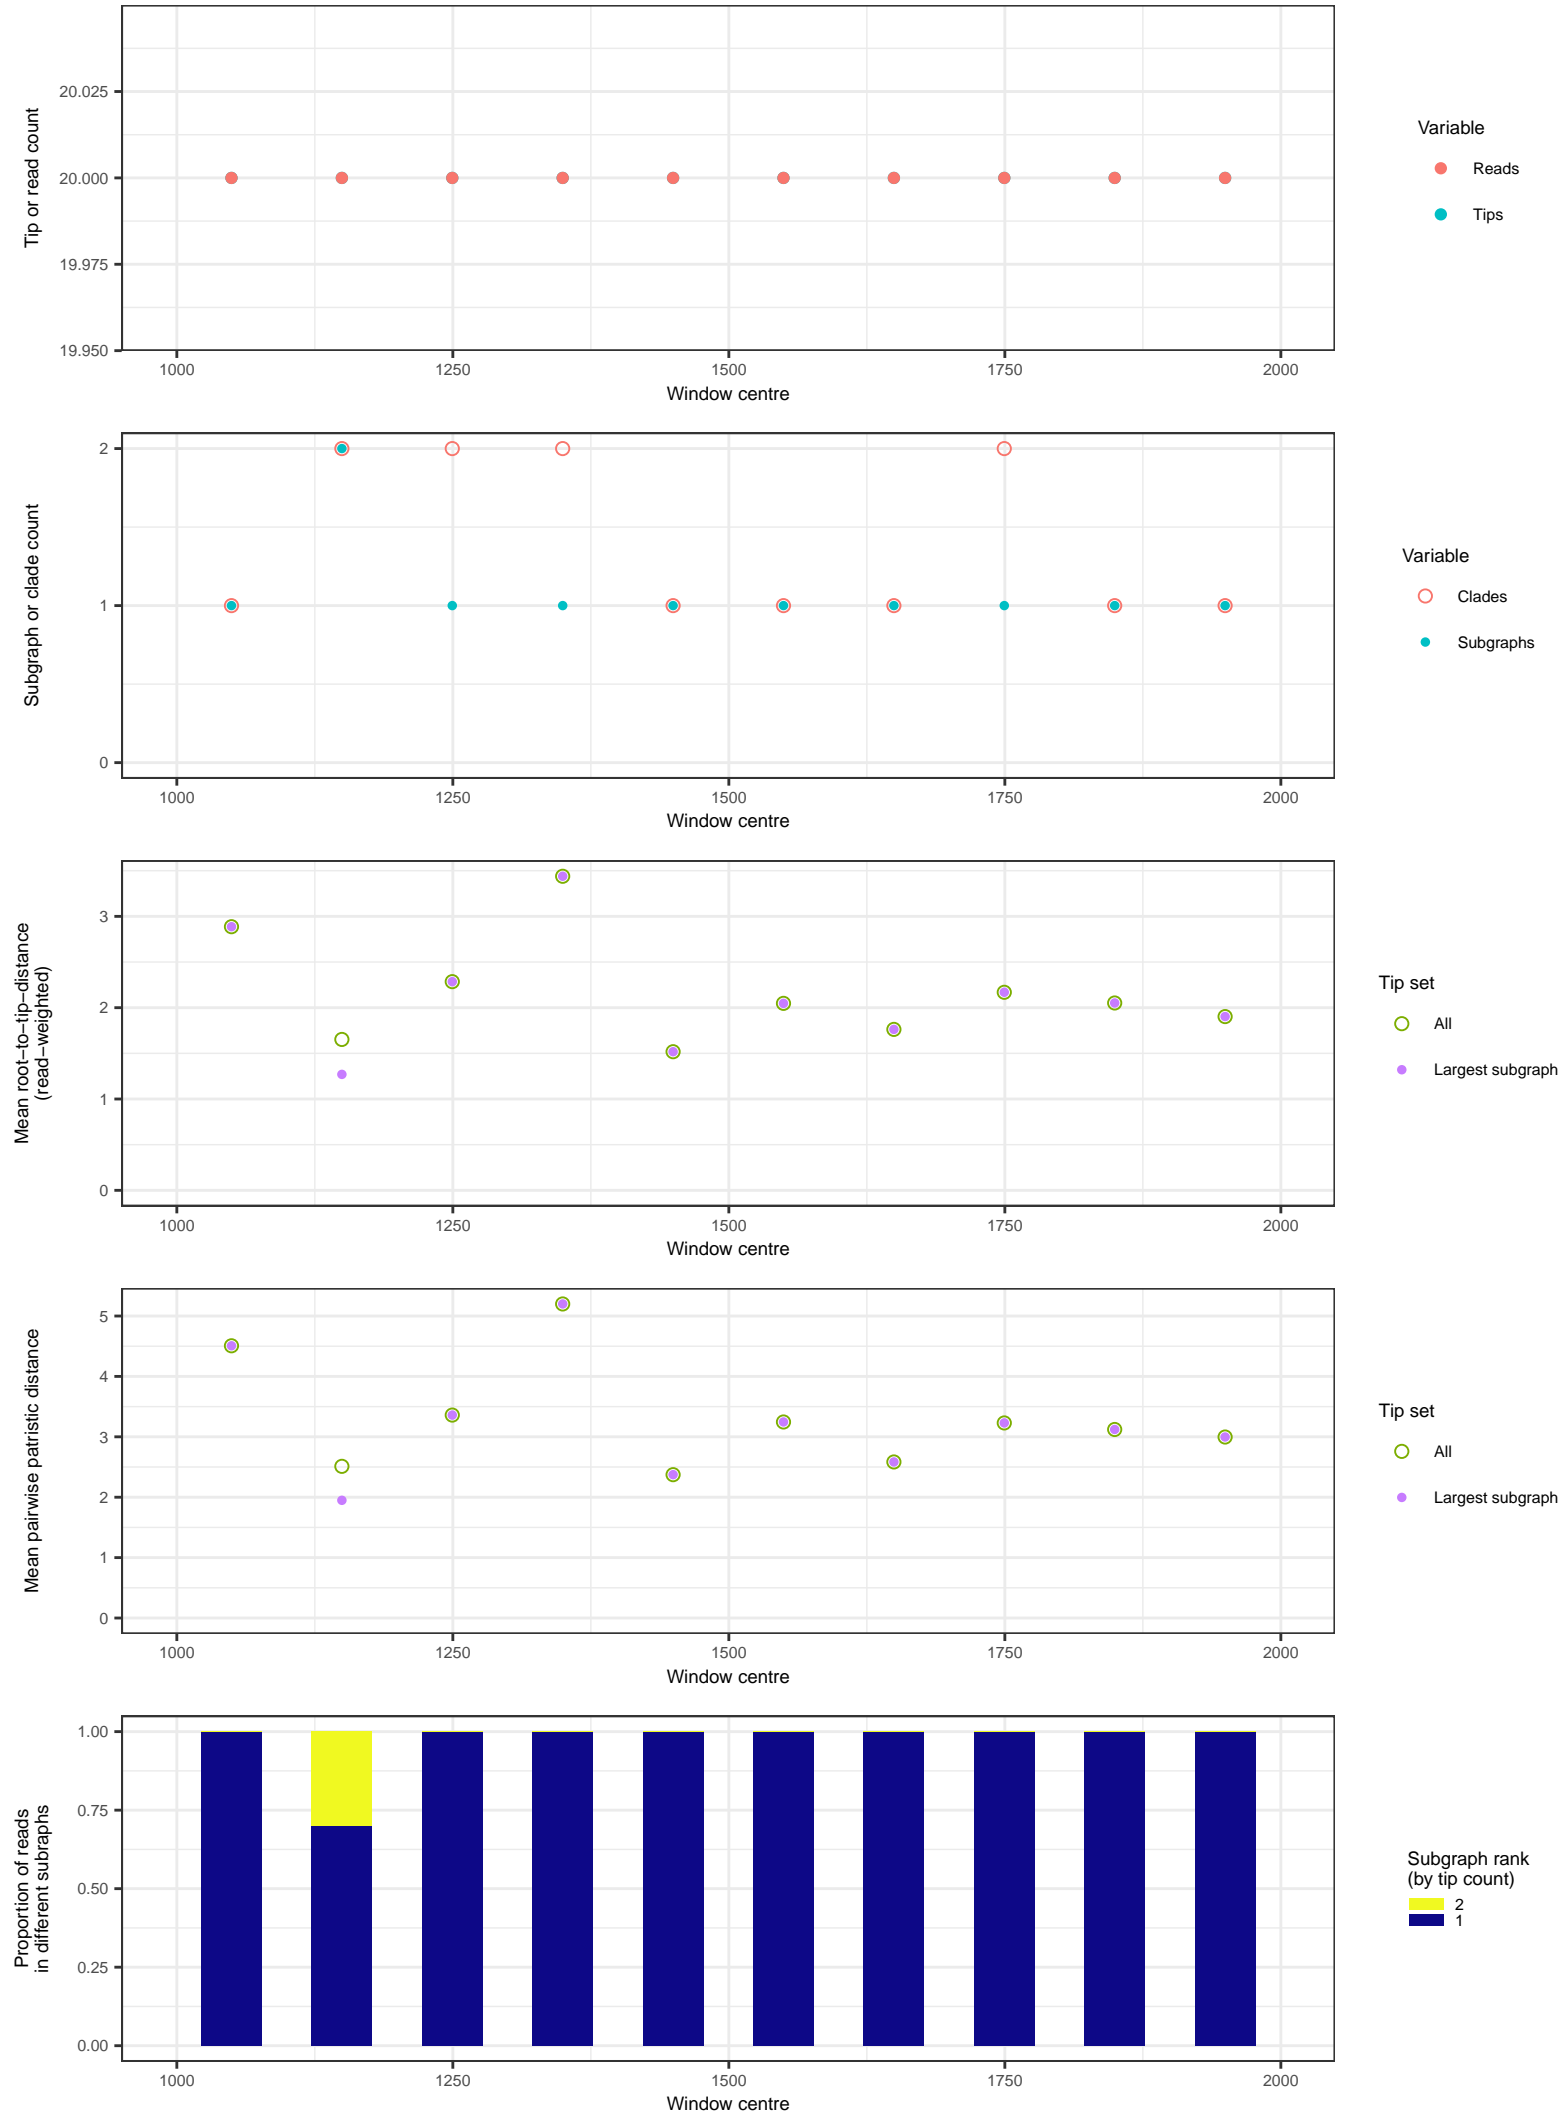 Tip or read count
20.025
20.000
19.975
19.950
1000 1250 1500 1750 2000
Window centre
Variable
Reads
Tips
Subgraph or clade count
2
1
0
1000 1250 1500 1750 2000
Window centre
Variable
Clades
Subgraphs
Mean root−to−tip−distance
(read−weighted)
3
2
1
0
1000 1250 1500 1750 2000
Window centre
Tip set
All
Largest subgraph
Mean pairwise patristic distance
5
4
3
2
1
0
1000 1250 1500 1750 2000
Window centre
Tip set
All
Largest subgraph
Proportion of reads
in different subraphs
1.00
0.75
0.50
0.25
0.00
1000 1250 1500 1750 2000
Window centre
Subgraph rank
(by tip count)
2
1